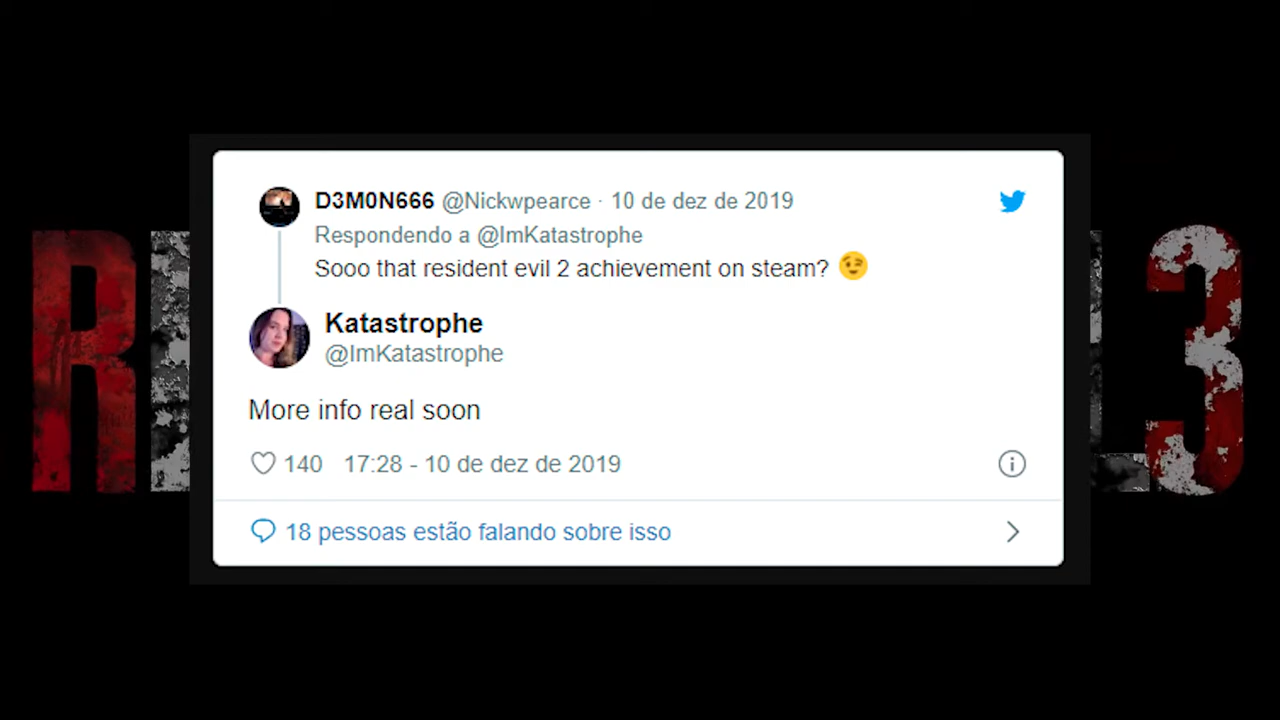 D3M0N666 @Nickwpearce · 10 de dez de 2019
Respondendo a @ImKatastrophe
Sooo that resident evil 2 achievement on steam? 😉
Katastrophe
@ImKatastrophe
More info real soon
140 17:28 - 10 de dez de 2019
18 pessoas estão falando sobre isso
R 3